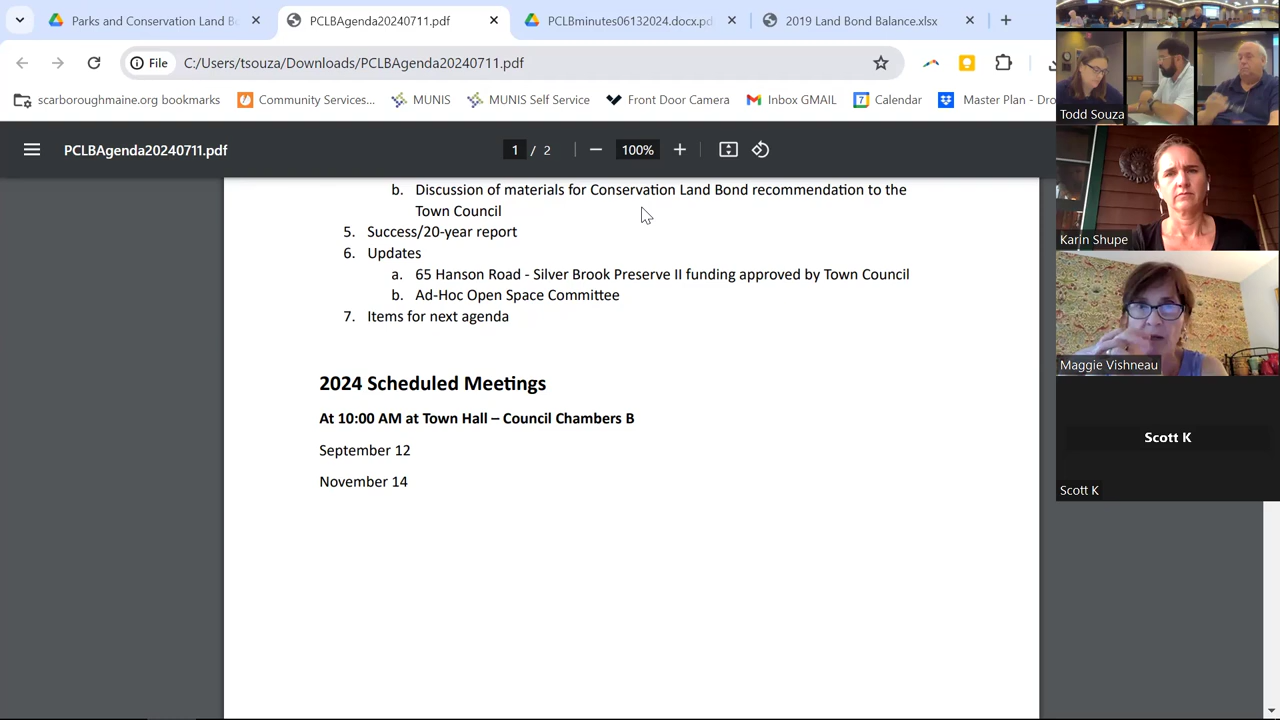 Parks and Conservation Land B
PCLBAgenda20240711.pdf
PCLBminutes06132024.docx.pd
2019 Land Bond Balance.xlsx
File
C:/Users/tsouza/Downloads/PCLBAgenda20240711.pdf
scarboroughmaine.org bookmarks
Community Services...
MUNIS
MUNIS Self Service
Front Door Camera
Inbox GMAIL
Calendar
Master Plan - Dro
PCLBAgenda20240711.pdf
1 / 2
100%
b. Discussion of materials for Conservation Land Bond recommendation to the
Town Council
5. Success/20-year report
6. Updates
a. 65 Hanson Road - Silver Brook Preserve II funding approved by Town Council
b. Ad-Hoc Open Space Committee
7. Items for next agenda
2024 Scheduled Meetings
At 10:00 AM at Town Hall – Council Chambers B
September 12
November 14
Todd Souza
Karin Shupe
Maggie Vishneau
Scott K
Scott K